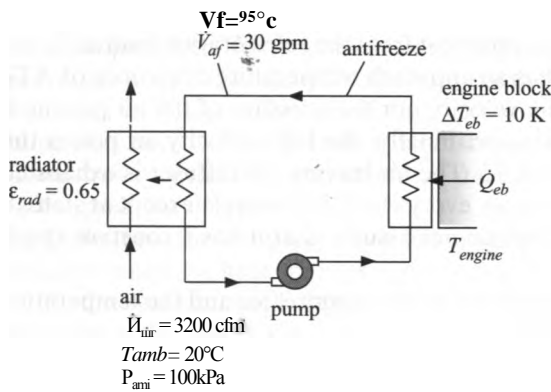 Vf=95°c
V̇af = 30 gpm
antifreeze
engine block
ΔTeb = 10 K
radiator
εrad = 0.65
Q̇eb
Tengine
air
pump
Ṅüir = 3200 cfm
Tamb= 20°C
Pami = 100kPa